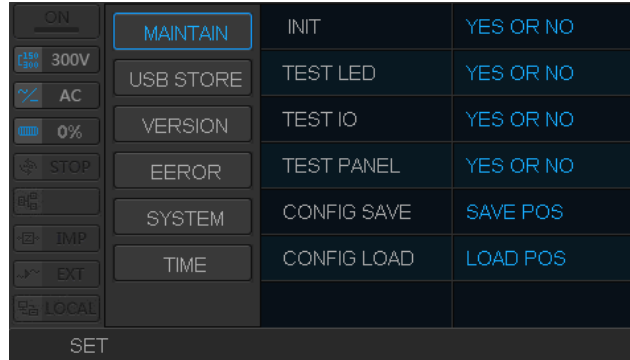 ON
150
300
300V
AC
0%
STOP
IMP
EXT
LOCAL
MAINTAIN
USB STORE
VERSION
EEROR
SYSTEM
TIME
INIT YES OR NO
TEST LED YES OR NO
TEST IO YES OR NO
TEST PANEL YES OR NO
CONFIG SAVE SAVE POS
CONFIG LOAD LOAD POS
SET